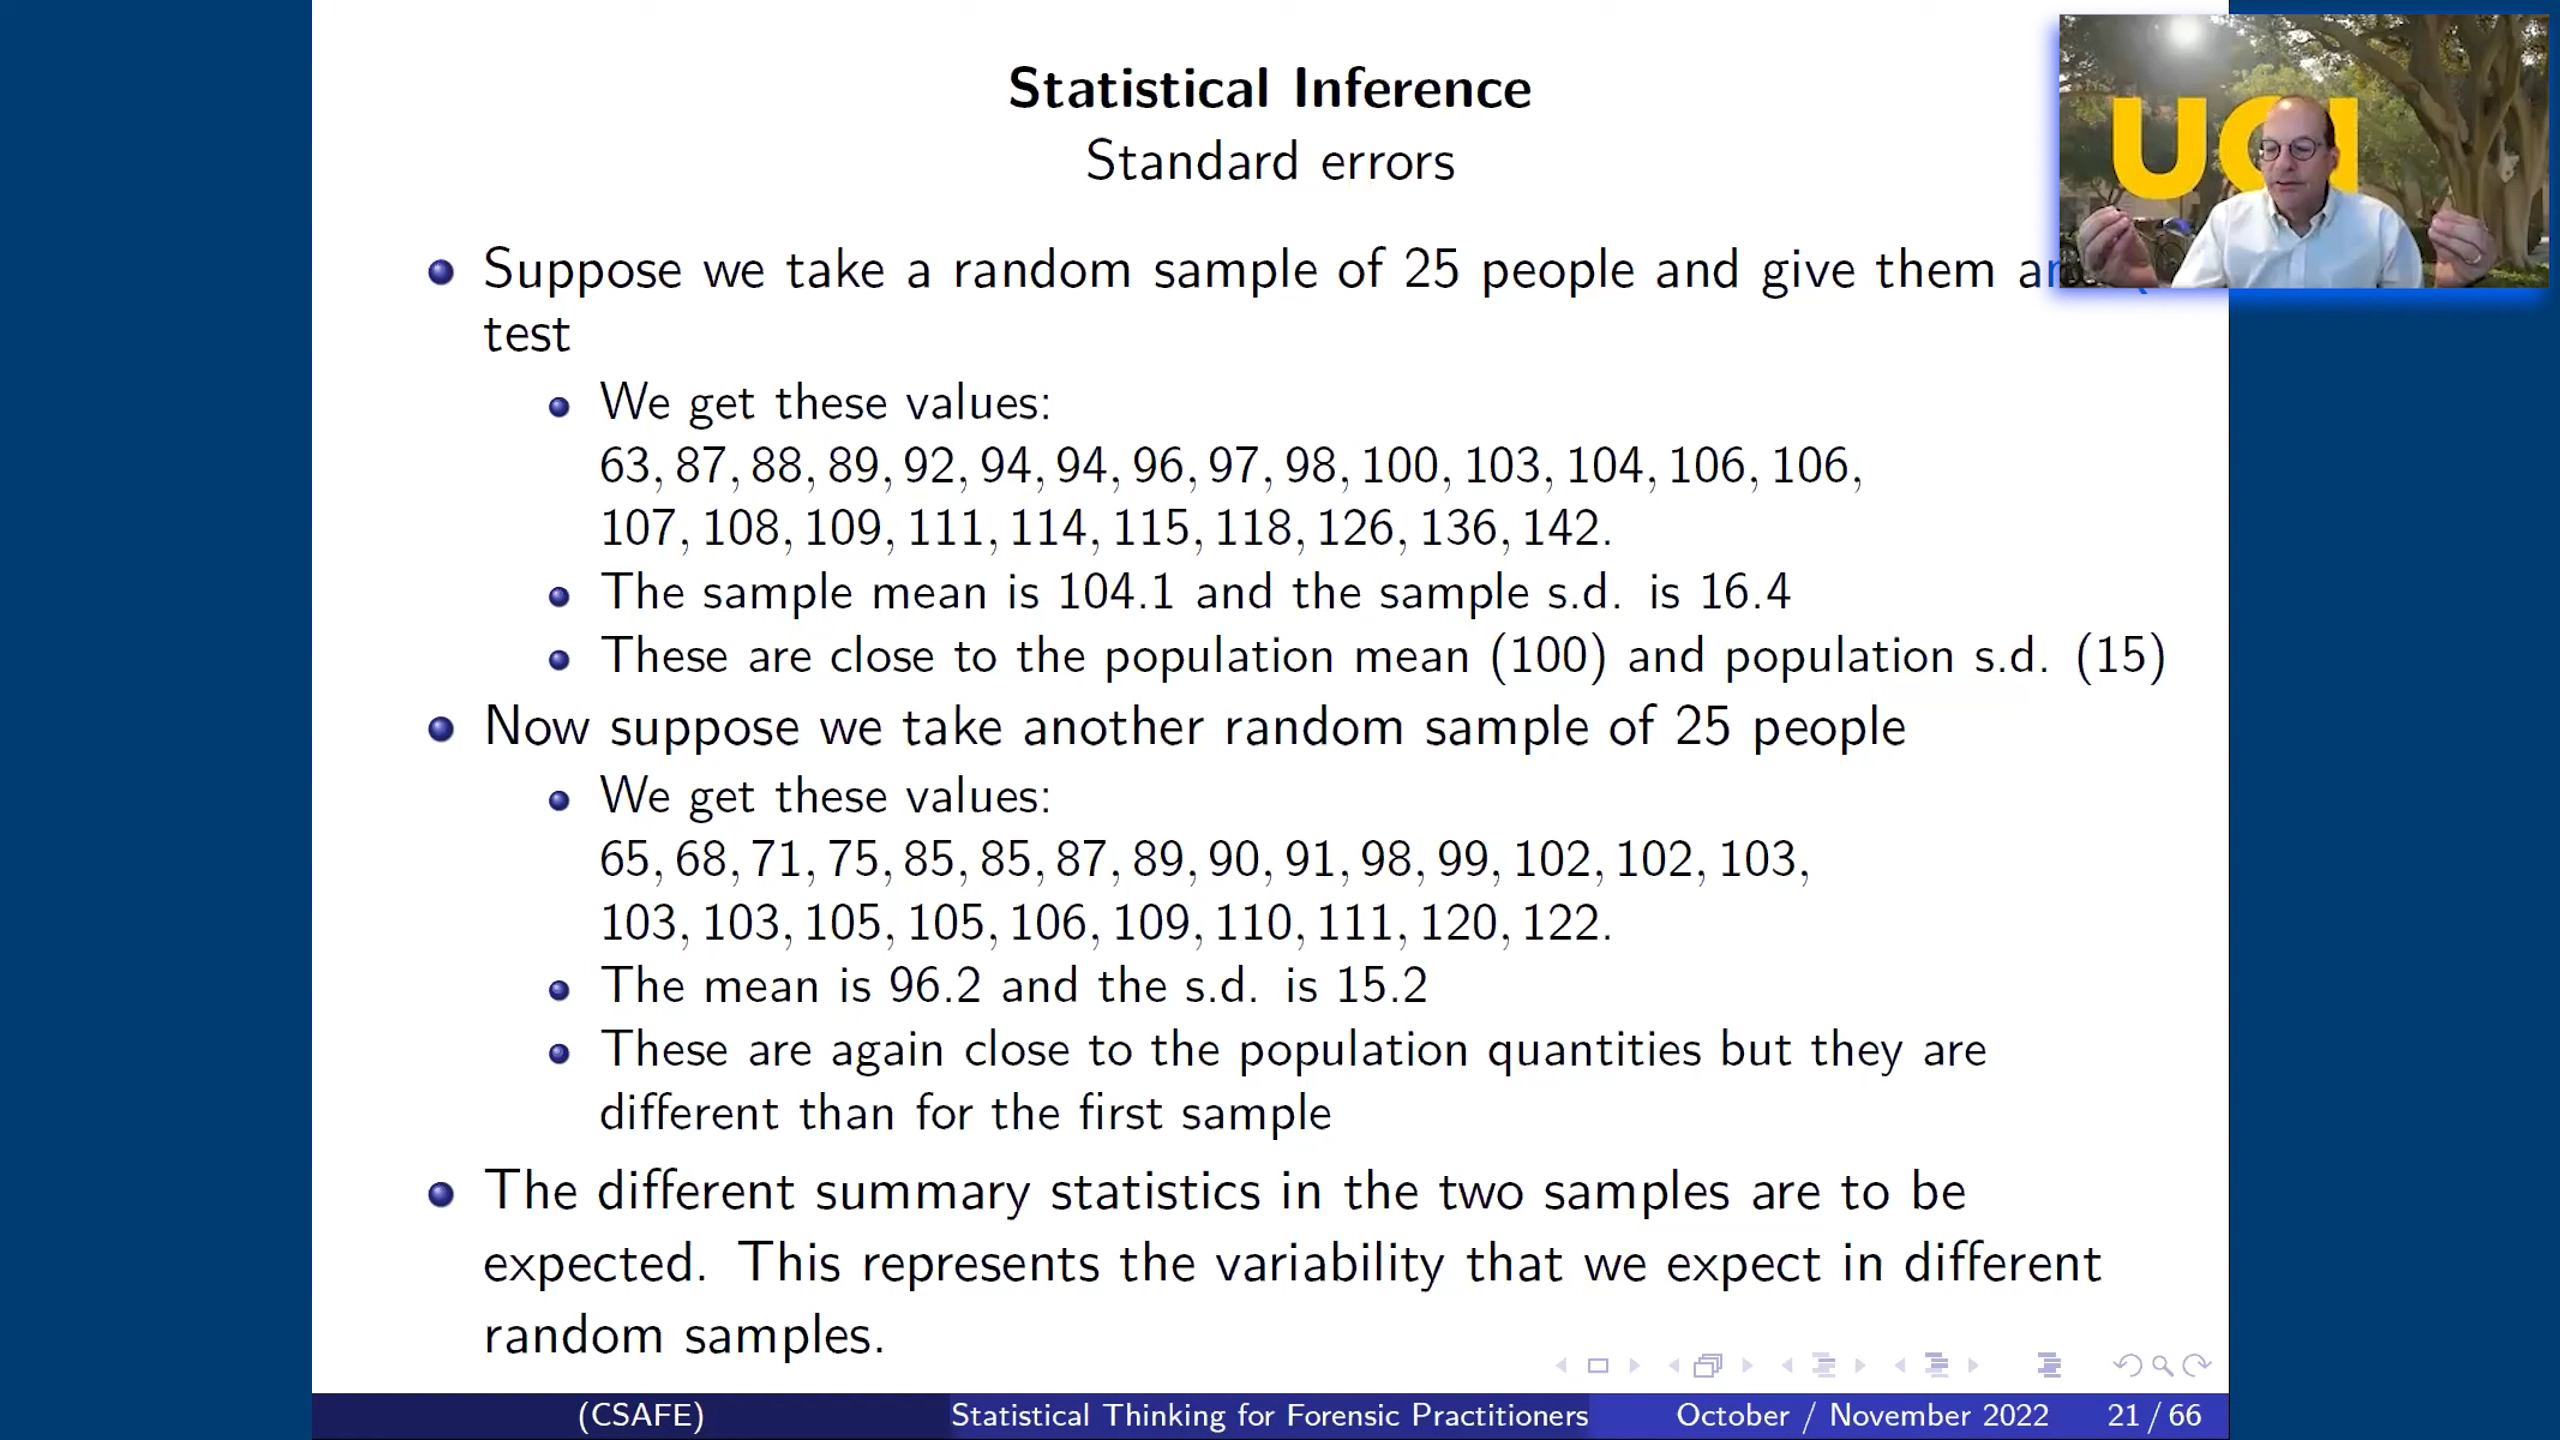 Statistical Inference
Standard errors
Suppose we take a random sample of 25 people and give them
test
We get these values:
63, 87, 88, 89, 92, 94, 94, 96, 97, 98, 100, 103, 104, 106, 106,
107, 108, 109, 111, 114, 115, 118, 126, 136, 142.
The sample mean is 104.1 and the sample s.d. is 16.4
These are close to the population mean (100) and population s.d. (15)
Now suppose we take another random sample of 25 people
We get these values:
65, 68, 71, 75, 85, 85, 87, 89, 90, 91, 98, 99, 102, 102, 103,
103, 103, 105, 105, 106, 109, 110, 111, 120, 122.
The mean is 96.2 and the s.d. is 15.2
These are again close to the population quantities but they are
different than for the first sample
The different summary statistics in the two samples are to be
expected. This represents the variability that we expect in different
random samples.
(CSAFE) Statistical Thinking for Forensic Practitioners October / November 2022 21 / 66
UCI